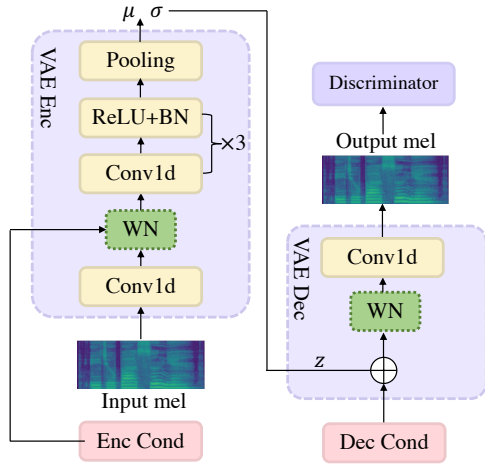 μ σ
VAE Enc
Pooling
ReLU+BN
×3
Conv1d
WN
Conv1d
Input mel
Enc Cond
Discriminator
Output mel
VAE Dec
Conv1d
WN
z
Dec Cond